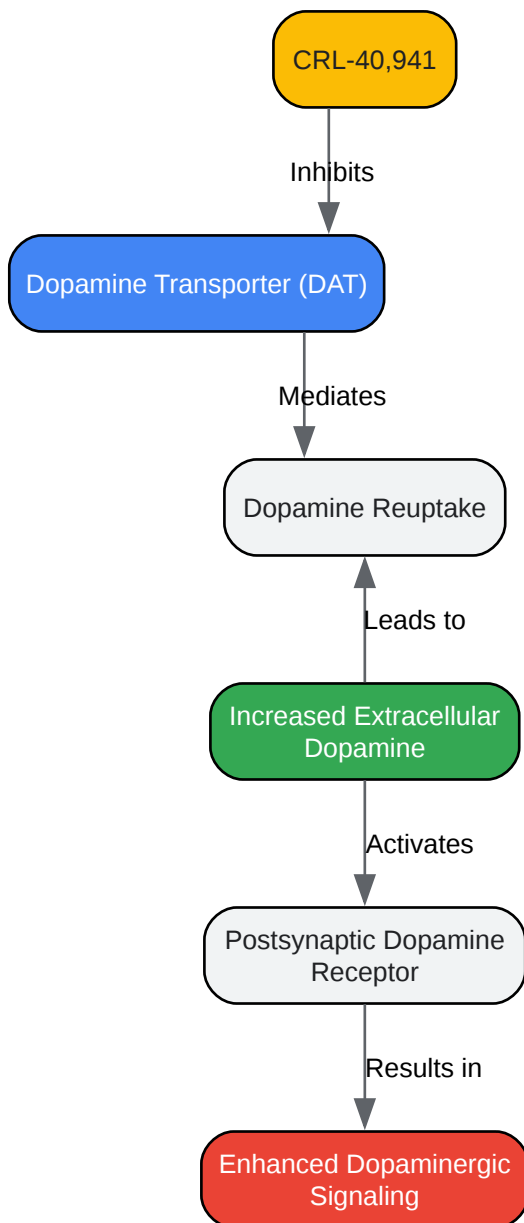 CRL-40,941
Inhibits
Dopamine Transporter (DAT)
Mediates
Dopamine Reuptake
Leads to
Increased Extracellular
Dopamine
Activates
Postsynaptic Dopamine
Receptor
Results in
Enhanced Dopaminergic
Signaling